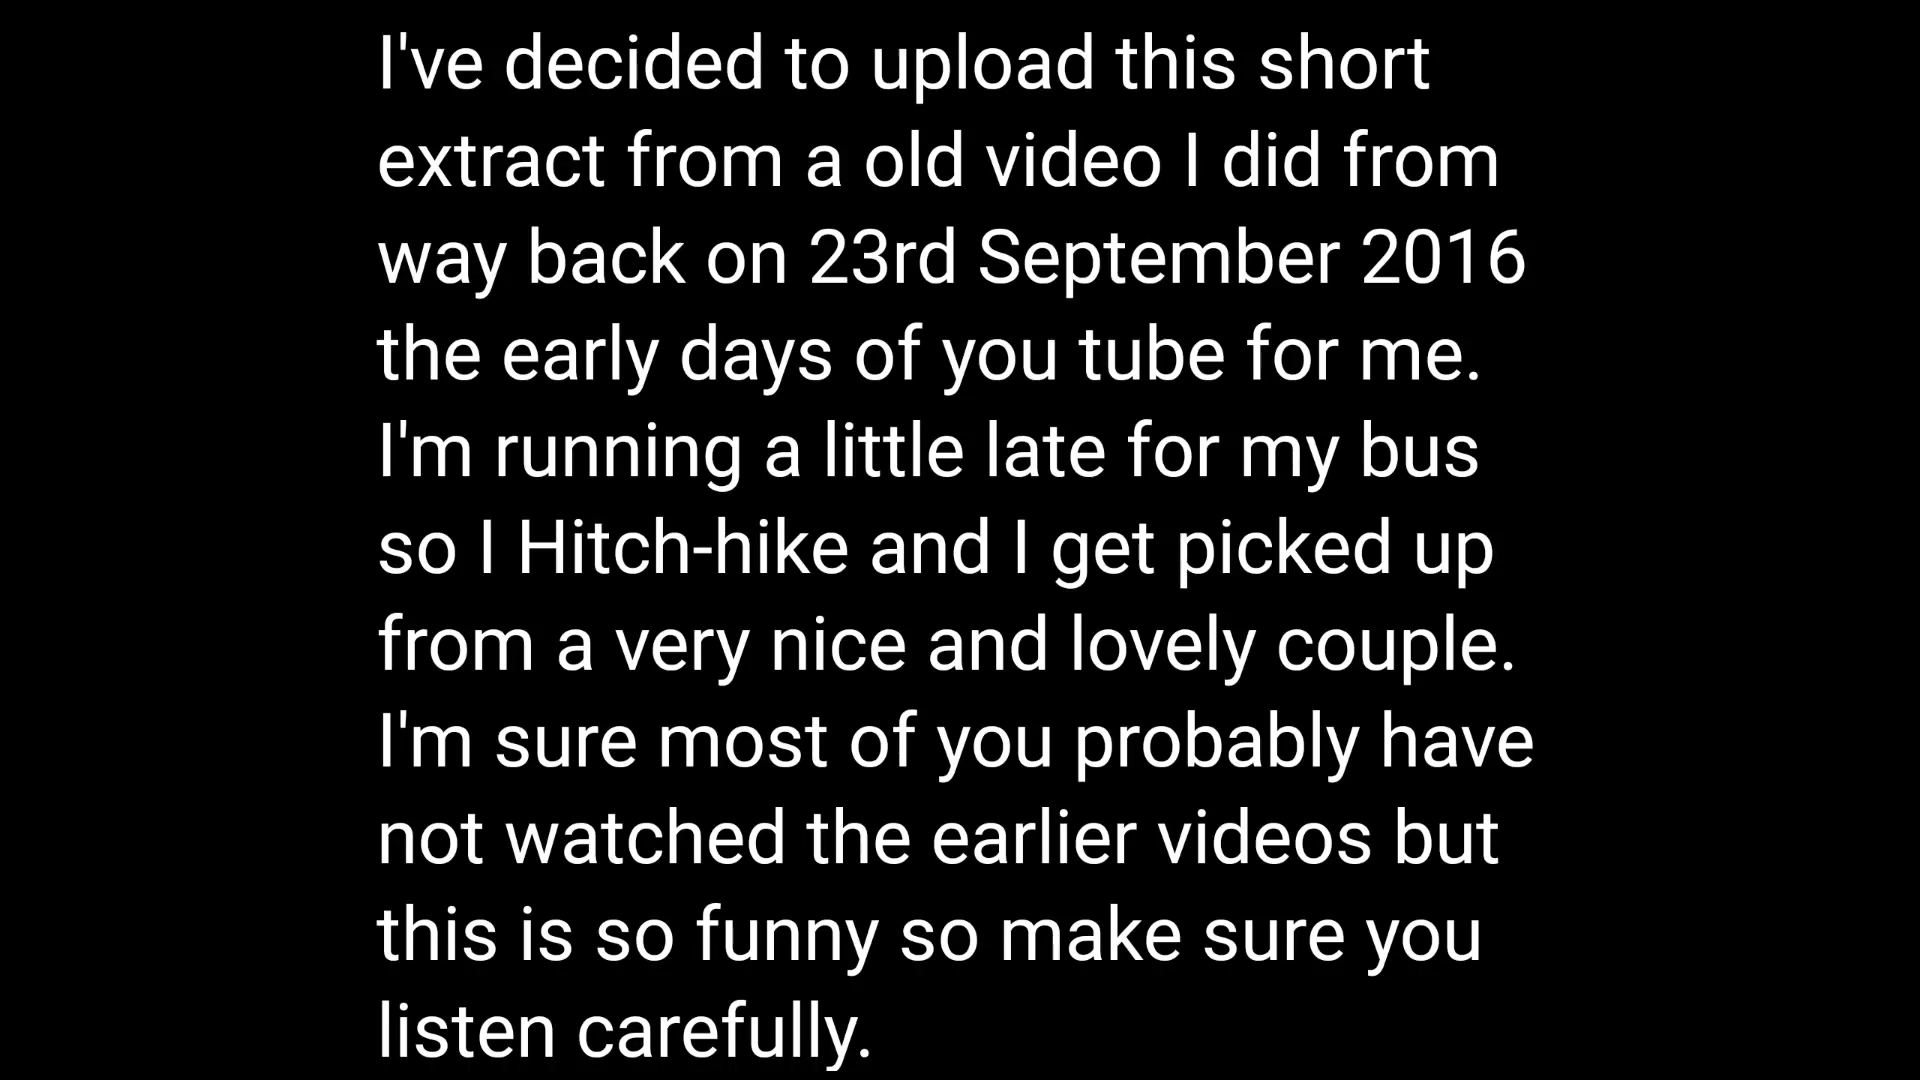 I've decided to upload this short
extract from a old video I did from
way back on 23rd September 2016
the early days of you tube for me.
I'm running a little late for my bus
so I Hitch-hike and I get picked up
from a very nice and lovely couple.
I'm sure most of you probably have
not watched the earlier videos but
this is so funny so make sure you
listen carefully.